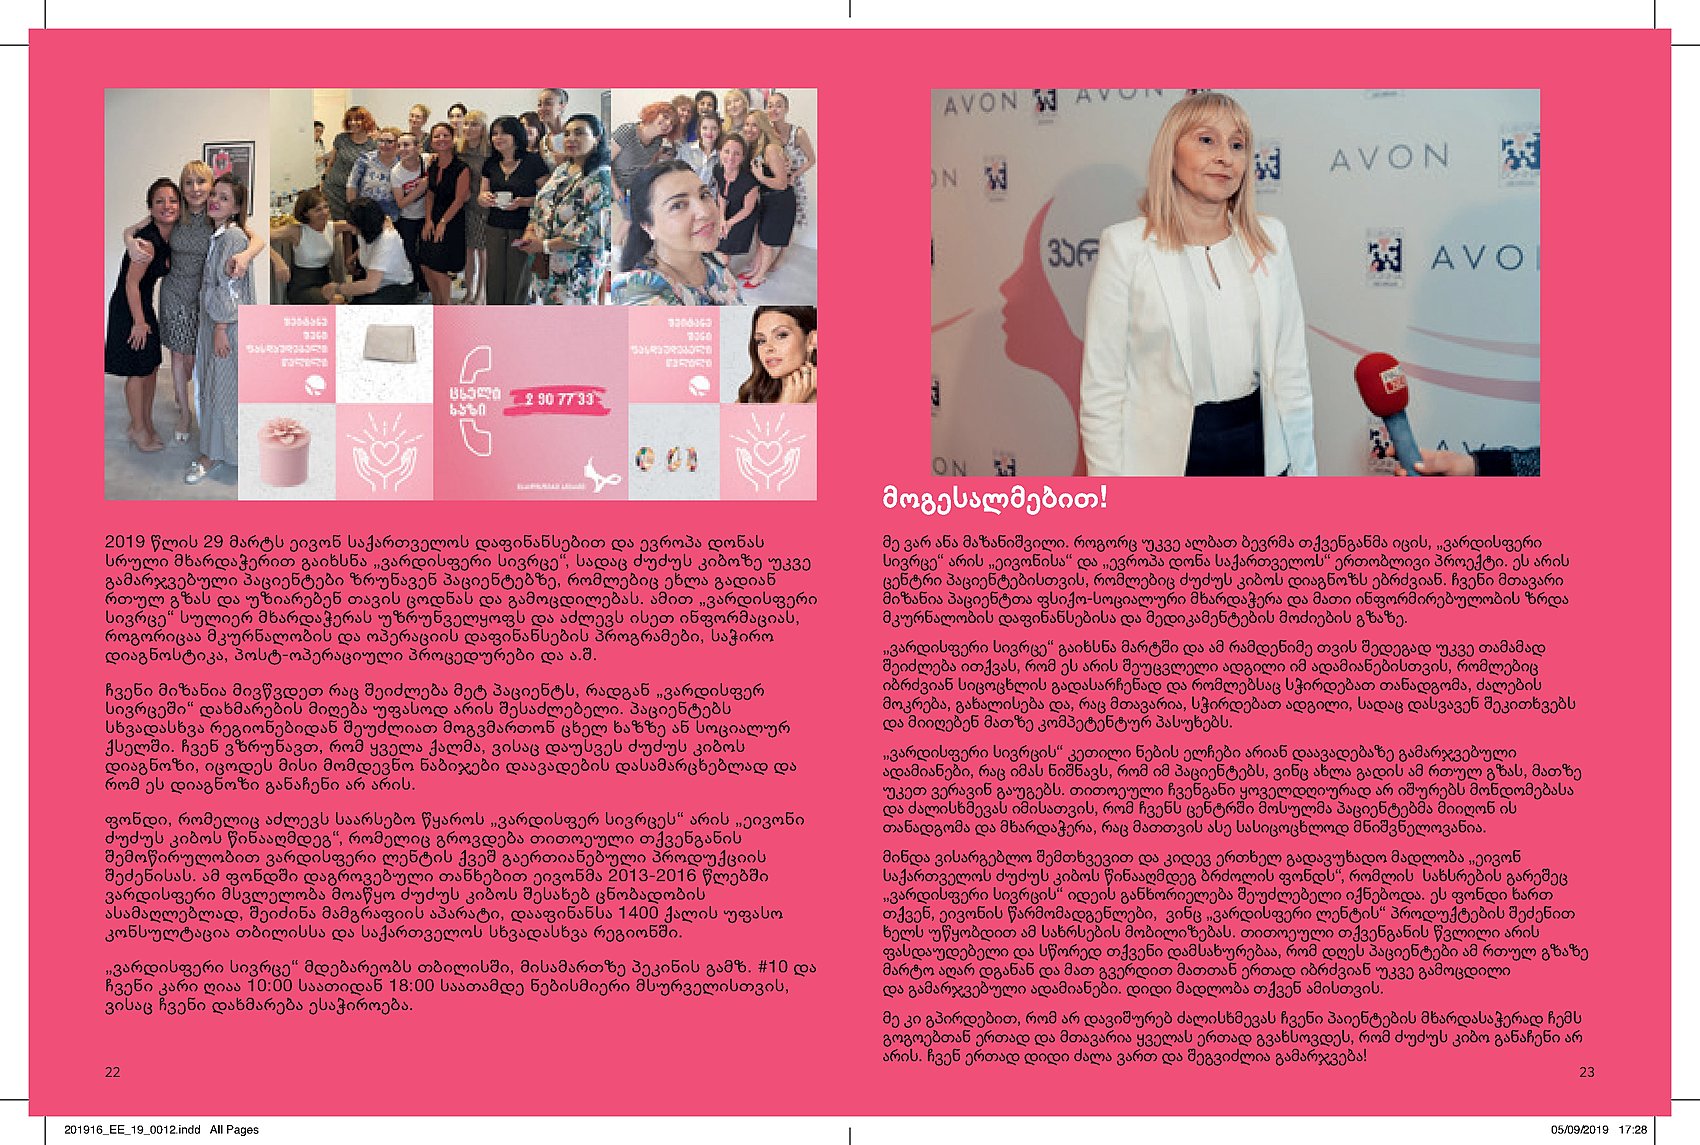 შეიტანე
შენი
ფასდაუდებელი
წვლილი
ცხელი
ხაზი
2 90 77 33
შეიტანე
შენი
ფასდაუდებელი
წვლილი
2019 წლის 29 მარტს ეივონ საქართველოს დაფინანსებით და ევროპა დონას
სრული მხარდაჭერით გაიხსნა „ვარდისფერი სივრცე“, სადაც ძუძუს კიბოზე უკვე
გამარჯვებული პაციენტები ზრუნავენ პაციენტებზე, რომლებიც ეხლა გადიან
რთულ გზას და უზიარებენ თავის ცოდნას და გამოცდილებას. ამით „ვარდისფერი
სივრცე“ სულიერ მხარდაჭერას უზრუნველყოფს და აძლევს ისეთ ინფორმაციას,
როგორიცაა მკურნალობის და ოპერაციის დაფინანსების პროგრამები, საჭირო
დიაგნოსტიკა, პოსტ-ოპერაციული პროცედურები და ა.შ.
ჩვენი მიზანია მივწვდეთ რაც შეიძლება მეტ პაციენტს, რადგან „ვარდისფერ
სივრცეში“ დახმარების მიღება უფასოდ არის შესაძლებელი. პაციენტებს
სხვადასხვა რეგიონებიდან შეუძლიათ მოგვმართონ ცხელ ხაზზე ან სოციალურ
ქსელში. ჩვენ ვზრუნავთ, რომ ყველა ქალმა, ვისაც დაუსვეს ძუძუს კიბოს
დიაგნოზი, იცოდეს მისი მომდევნო ნაბიჯები დაავადების დასამარცხებლად და
რომ ეს დიაგნოზი განაჩენი არ არის.
ფონდი, რომელიც აძლევს საარსებო წყაროს „ვარდისფერ სივრცეს“ არის „ეივონი
ძუძუს კიბოს წინააღმდეგ“, რომელიც გროვდება თითოეული თქვენგანის
შემოწირულობით ვარდისფერი ლენტის ქვეშ გაერთიანებული პროდუქციის
შეძენისას. ამ ფონდში დაგროვებული თანხებით ეივონმა 2013-2016 წლებში
ვარდისფერი მსვლელობა მოაწყო ძუძუს კიბოს შესახებ ცნობადობის
ასამაღლებლად, შეიძინა მამგრაფიის აპარატი, დააფინანსა 1400 ქალის უფასო
კონსულტაცია თბილისსა და საქართველოს სხვადასხვა რეგიონში.
„ვარდისფერი სივრცე“ მდებარეობს თბილისში, მისამართზე პეკინის გამზ. #10 და
ჩვენი კარი ღიაა 10:00 საათიდან 18:00 საათამდე ნებისმიერი მსურველისთვის,
ვისაც ჩვენი დახმარება ესაჭიროება.
22
AVON
AVON
AVON
AVO
ვარ
ON
მოგესალმებით!
მე ვარ ანა მაზანიშვილი. როგორც უკვე ალბათ ბევრმა თქვენგანმა იცის, „ვარდისფერი
სივრცე“ არის „ეივონისა“ და „ევროპა დონა საქართველოს“ ერთობლივი პროექტი. ეს არის
ცენტრი პაციენტებისთვის, რომლებიც ძუძუს კიბოს დიაგნოზს ებრძვიან. ჩვენი მთავარი
მიზანია პაციენტთა ფსიქო-სოციალური მხარდაჭერა და მათი ინფორმირებულობის ზრდა
მკურნალობის დაფინანსებისა და მედიკამენტების მოძიების გზაზე.
„ვარდისფერი სივრცე“ გაიხსნა მარტში და ამ რამდენიმე თვის შედეგად უკვე თამამად
შეიძლება ითქვას, რომ ეს არის შეუცვლელი ადგილი იმ ადამიანებისთვის, რომლებიც
იბრძვიან სიცოცხლის გადასარჩენად და რომლებსაც სჭირდებათ თანადგომა, ძალების
მოკრება, გახალისება და, რაც მთავარია, სჭირდებათ ადგილი, სადაც დასვავენ შეკითხვებს
და მიიღებენ მათზე კომპეტენტურ პასუხებს.
„ვარდისფერი სივრცის“ კეთილი ნების ელჩები არიან დაავადებაზე გამარჯვებული
ადამიანები, რაც იმას ნიშნავს, რომ იმ პაციენტებს, ვინც ახლა გადის ამ რთულ გზას, მათზე
უკეთ ვერავინ გაუგებს. თითოეული ჩვენგანი ყოველდღიურად არ იშურებს მონდომებასა
და ძალისხმევას იმისათვის, რომ ჩვენს ცენტრში მოსულმა პაციენტებმა მიიღონ ის
თანადგომა და მხარდაჭერა, რაც მათთვის ასე სასიცოცხლოდ მნიშვნელოვანია.
მინდა ვისარგებლო შემთხვევით და კიდევ ერთხელ გადავუხადო მადლობა „ეივონ
საქართველოს ძუძუს კიბოს წინააღმდეგ ბრძოლის ფონდს“, რომლის სახსრების გარეშეც
„ვარდისფერი სივრცის“ იდეის განხორიელება შეუძლებელი იქნებოდა. ეს ფონდი ხართ
თქვენ, ეივონის წარმომადგენლები, ვინც „ვარდისფერი ლენტის“ პროდუქტების შეძენით
ხელს უწყობდით ამ სახრსების მობილიზებას. თითოეული თქვენგანის წვლილი არის
ფასდაუდებელი და სწორედ თქვენი დამსახურებაა, რომ დღეს პაციენტები ამ რთულ გზაზე
მარტო აღარ დგანან და მათ გვერდით მათთან ერთად იბრძვიან უკვე გამოცდილი
და გამარჯვებული ადამიანები. დიდი მადლობა თქვენ ამისთვის.
მე კი გპირდებით, რომ არ დავიშურებ ძალისხმევას ჩვენი პაიენტების მხარდასაჭერად ჩემს
გოგოებთან ერთად და მთავარია ყველას ერთად გვახსოვდეს, რომ ძუძუს კიბო განაჩენი არ
არის. ჩვენ ერთად დიდი ძალა ვართ და შეგვიძლია გამარჯვება!
23
201916_EE_19_0012.indd All Pages
05/09/2019 17:28